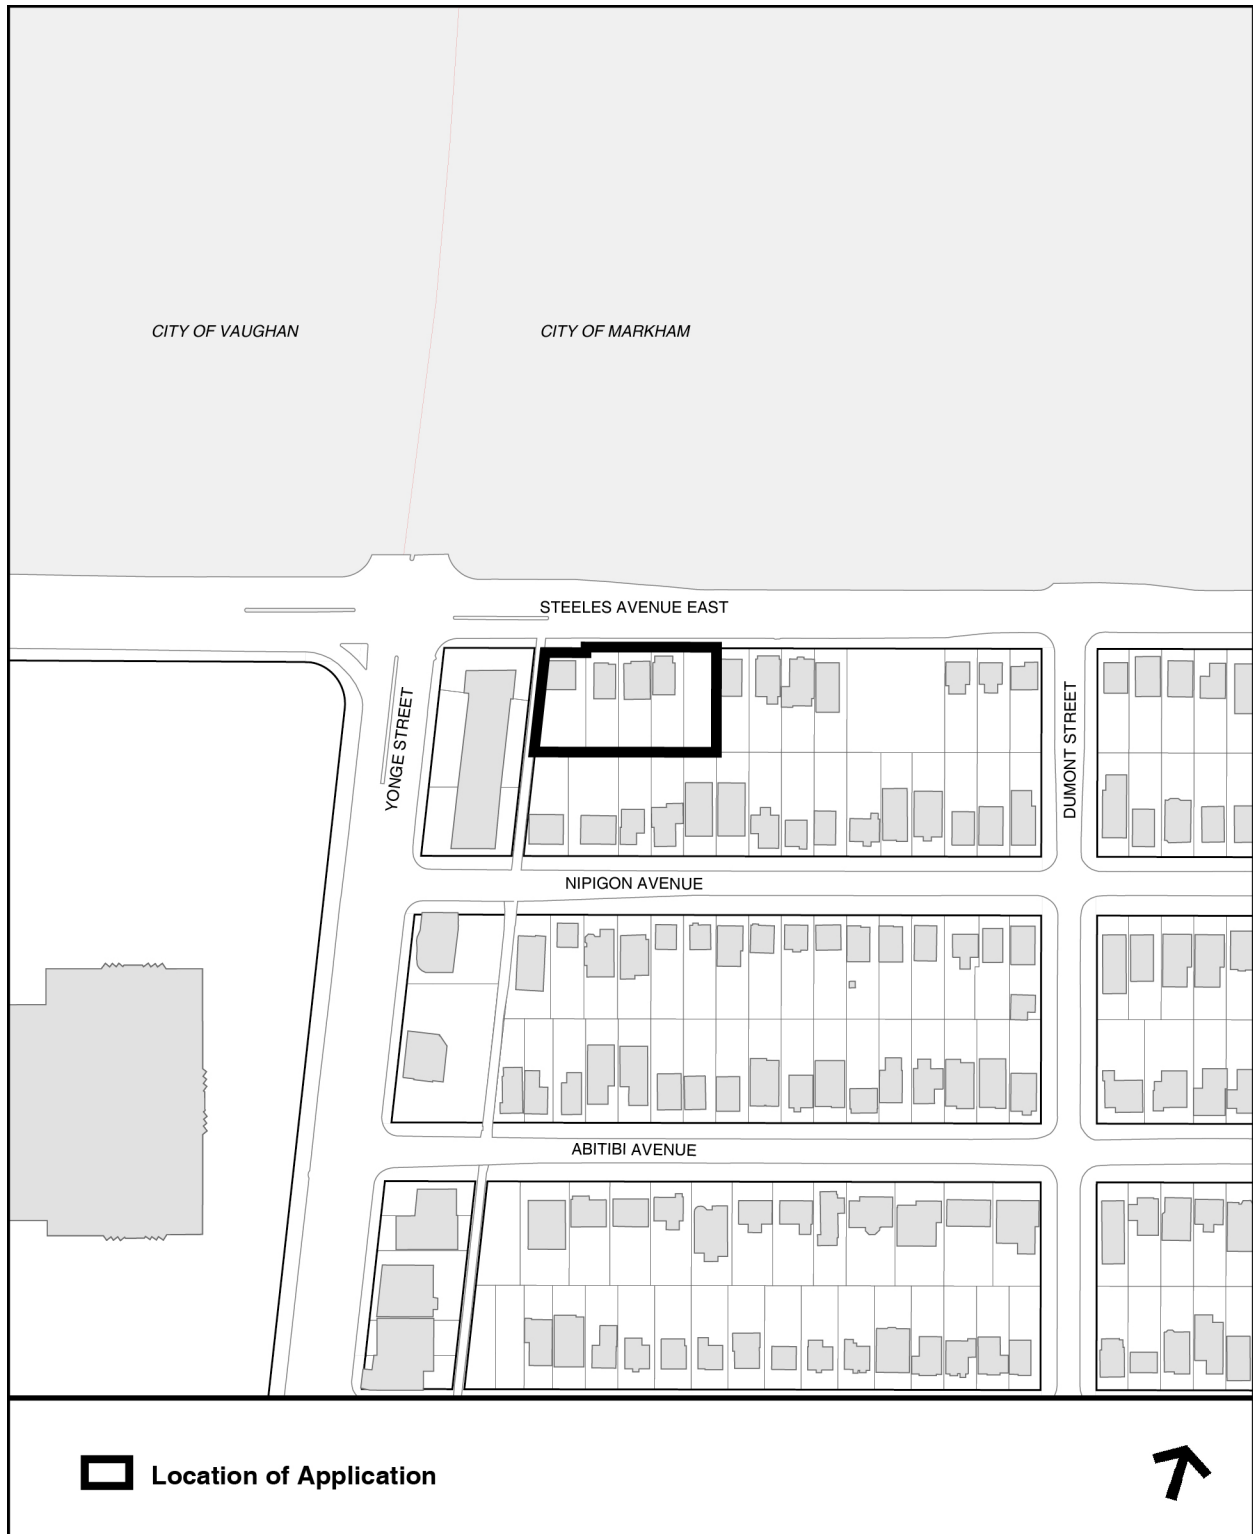 CITY OF VAUGHAN
CITY OF MARKHAM
STEELES AVENUE EAST
YONGE STREET
DUMONT STREET
NIPIGON AVENUE
ABITIBI AVENUE
Location of Application